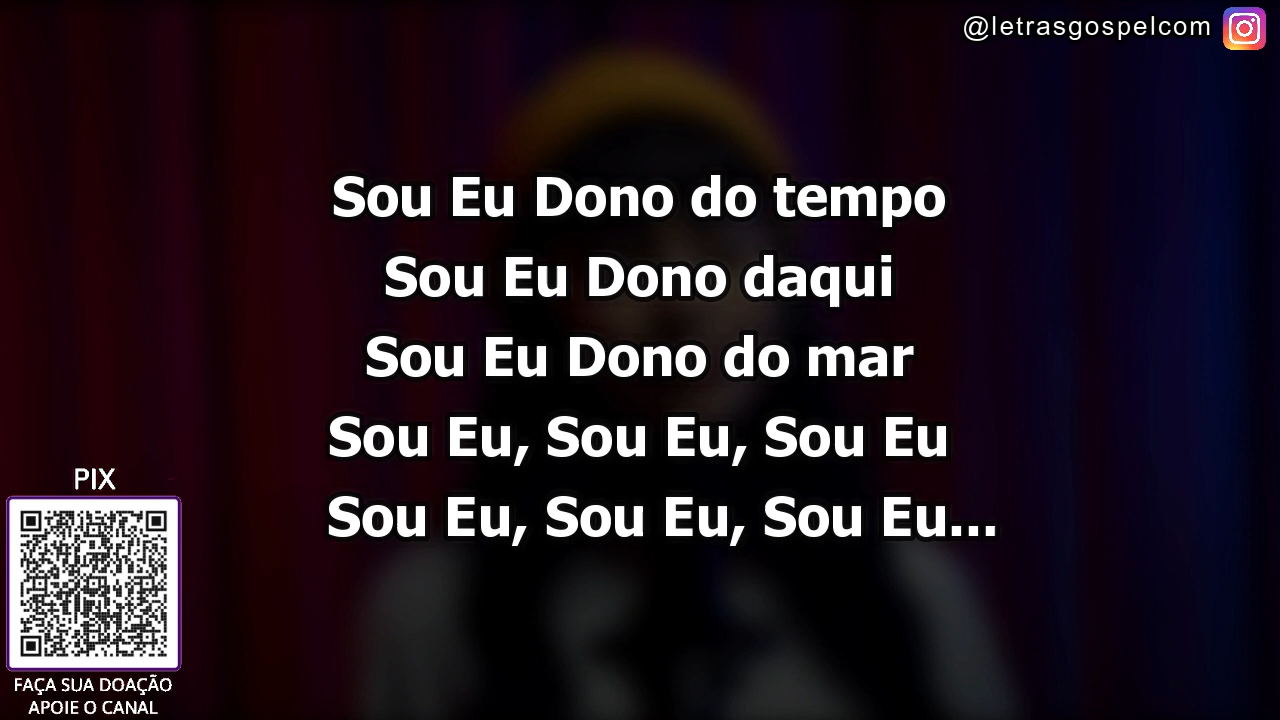 @letrasgospelcom
Sou Eu Dono do tempo
Sou Eu Dono daqui
Sou Eu Dono do mar
Sou Eu, Sou Eu, Sou Eu
Sou Eu, Sou Eu, Sou Eu...
PIX
FAÇA SUA DOAÇÃO
APOIE O CANAL